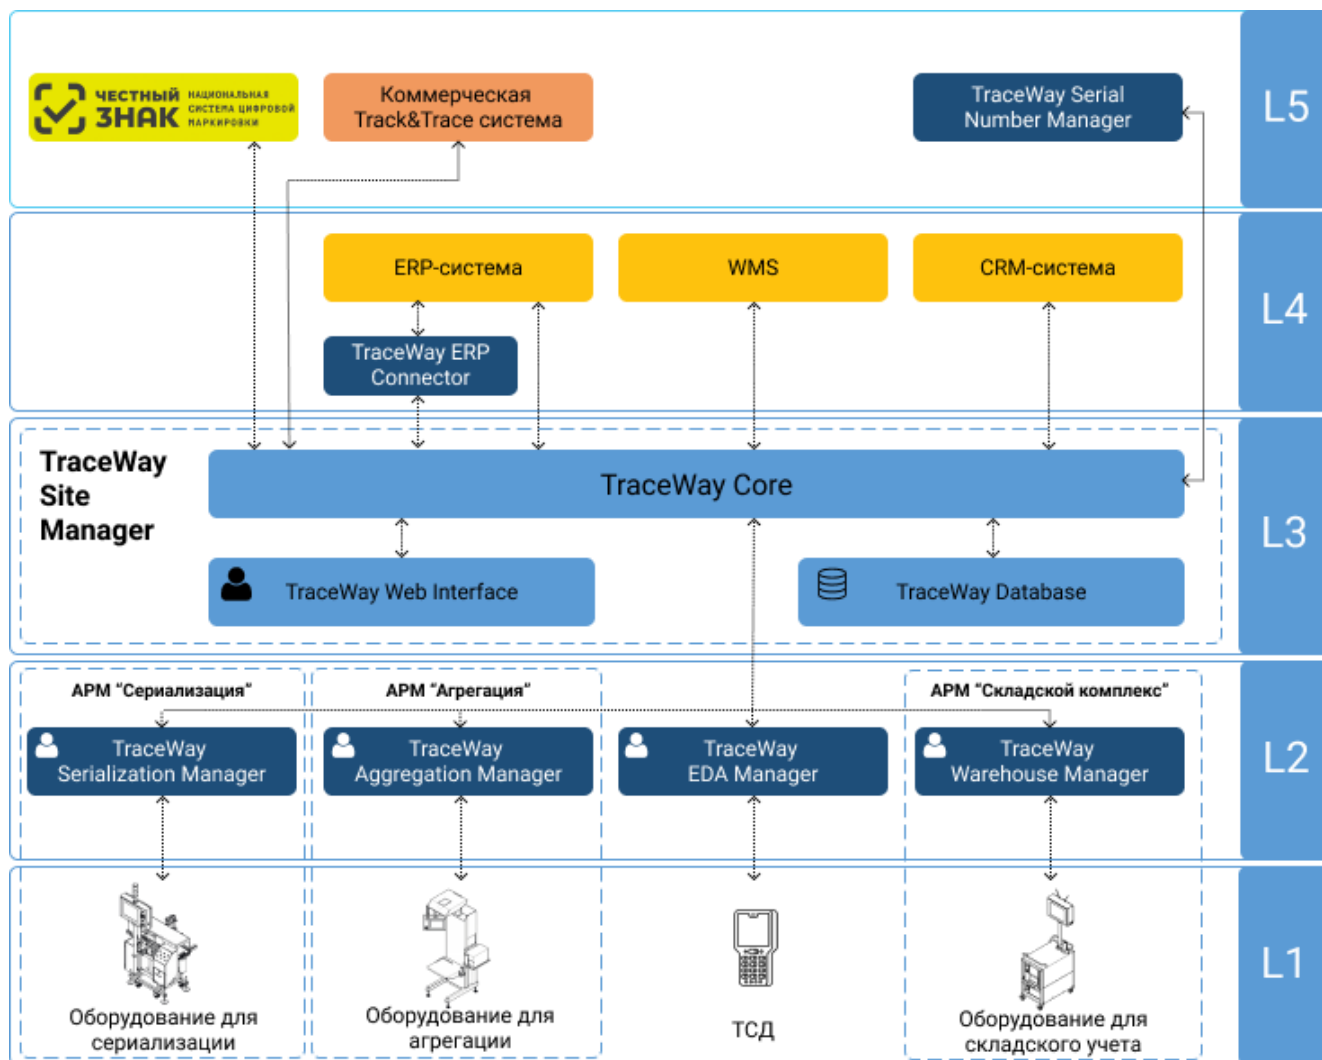 ЧЕСТНЫЙ
ЗНАК
НАЦИОНАЛЬНАЯ
СИСТЕМА ЦИФРОВОЙ
МАРКИРОВКИ
Коммерческая
Track&Trace система
TraceWay Serial
Number Manager
L5
ERP-система
WMS
CRM-система
TraceWay ERP
Connector
L4
TraceWay
Site
Manager
TraceWay Core
TraceWay Web Interface
TraceWay Database
L3
АРМ “Сериализация”
АРМ “Агрегация”
АРМ “Складской комплекс”
TraceWay
Serialization Manager
TraceWay
Aggregation Manager
TraceWay
EDA Manager
TraceWay
Warehouse Manager
L2
Оборудование для
сериализации
Оборудование для
агрегации
ТСД
Оборудование для
складского учета
L1